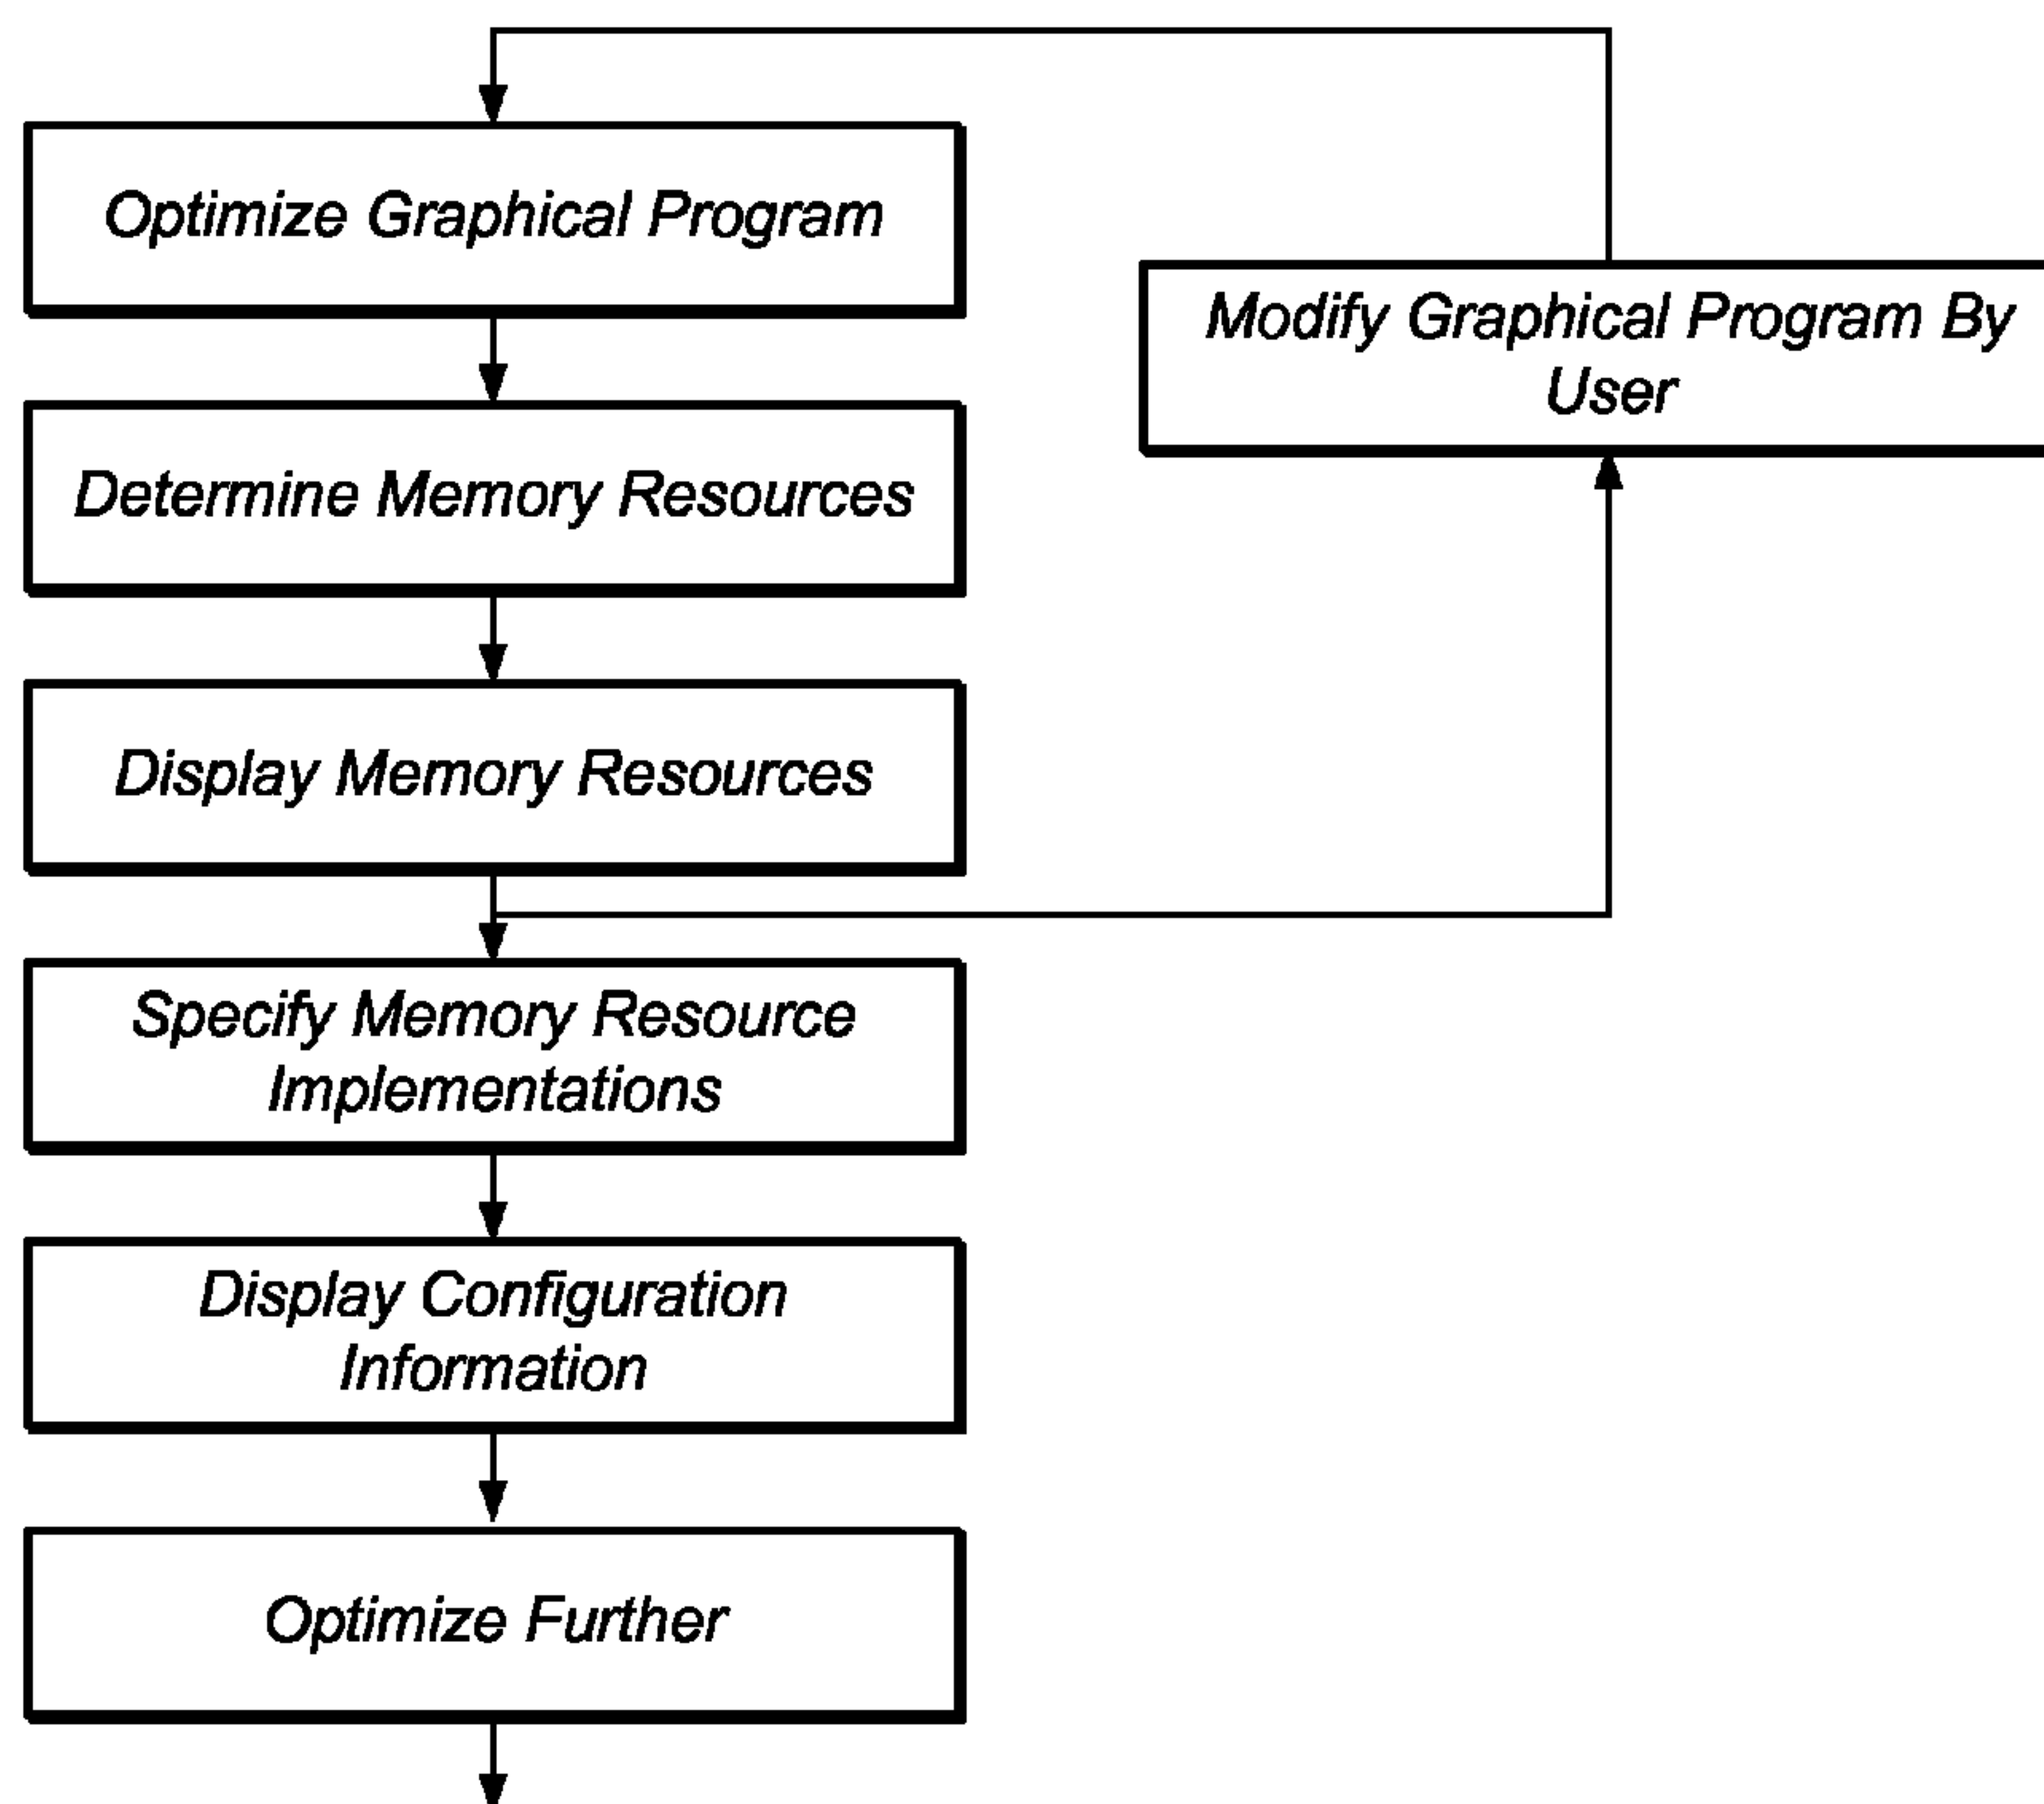 Optimize Graphical Program
Modify Graphical Program By
User
Determine Memory Resources
Display Memory Resources
Specify Memory Resource
Implementations
Display Configuration
Information
Optimize Further